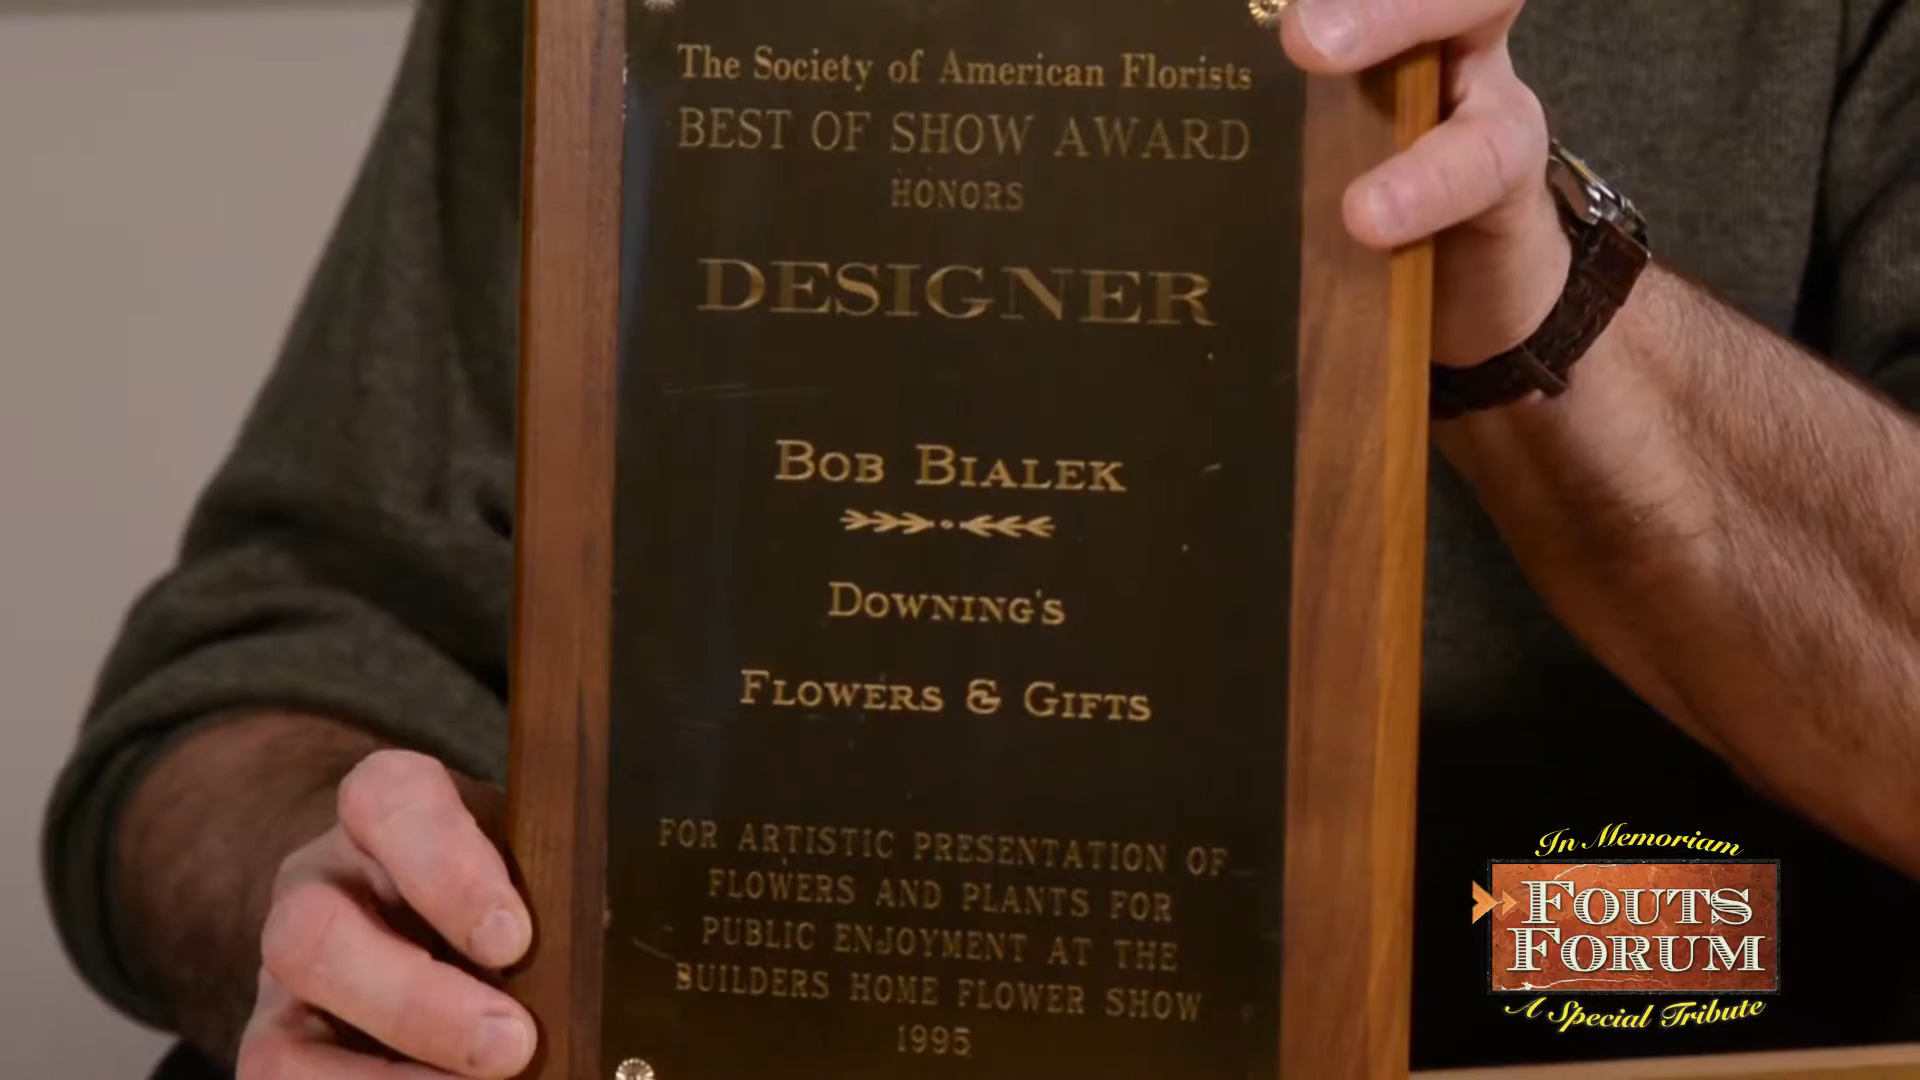 The Society of American Florists
BEST OF SHOW AWARD
HONORS
DESIGNER
BOB BIALEK
DOWNING'S
FLOWERS & GIFTS
FOR ARTISTIC PRESENTATION OF
FLOWERS AND PLANTS FOR
PUBLIC ENJOYMENT AT THE
BUILDERS HOME FLOWER SHOW
1995
In Memoriam
FOUTS
FORUM
A Special Tribute